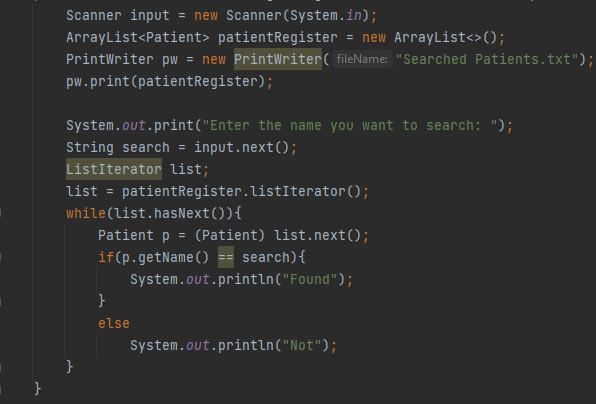 Scanner input = new Scanner(System.in);
ArrayList<Patient> patientRegister = new ArrayList<>();
PrintWriter pw = new PrintWriter( fileName: "Searched Patients.txt");
pw.print(patientRegister);
System.out.print("Enter the name you want to search: ");
String search = input.next();
ListIterator list;
list = patientRegister.listIterator();
while(list.hasNext()){
Patient p = (Patient) list.next();
if(p.getName() == search){
System.out.println("Found");
}
else
System.out.println("Not");
}
}